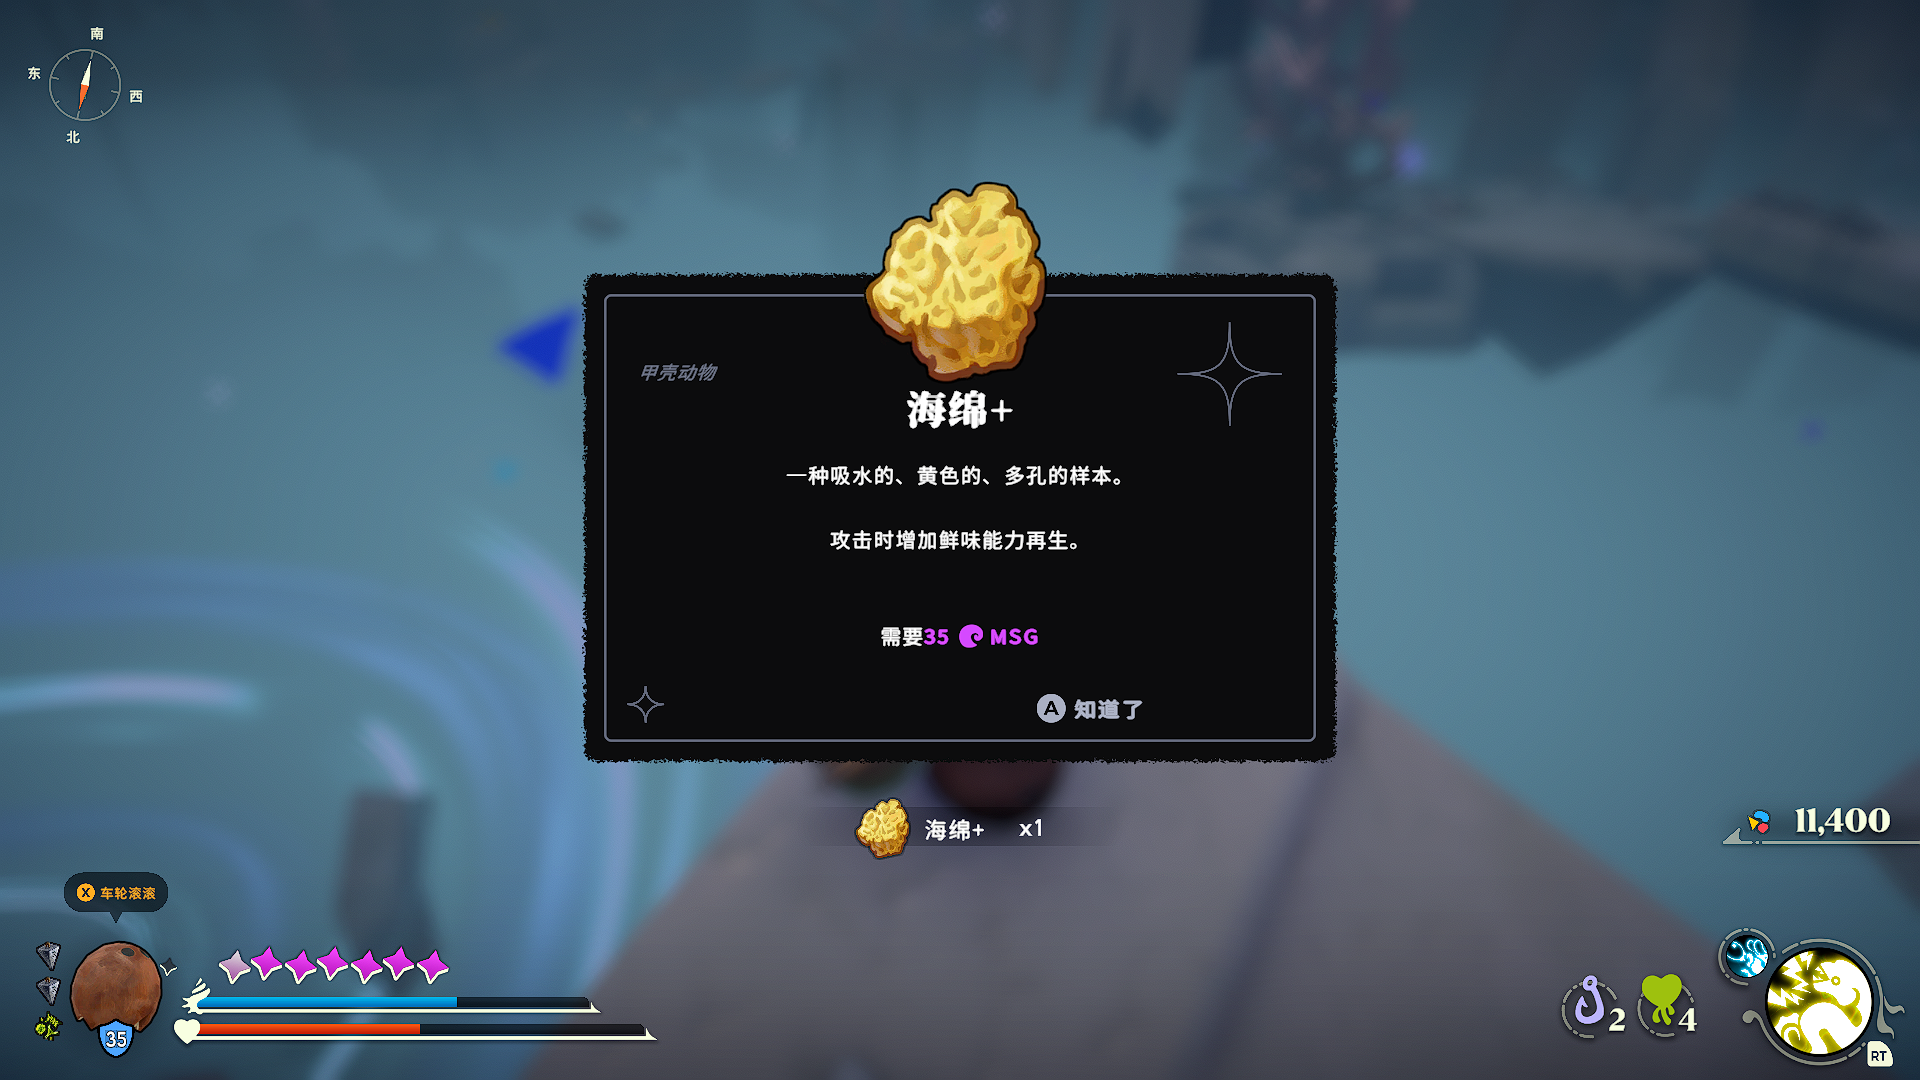 南
东
西
北
甲壳动物
海绵+
一种吸水的、黄色的、多孔的样本。
攻击时增加鲜味能力再生。
需要35 MSG
A 知道了
海绵+ x1
11,400
X 车轮滚滚
35
2
4
RT